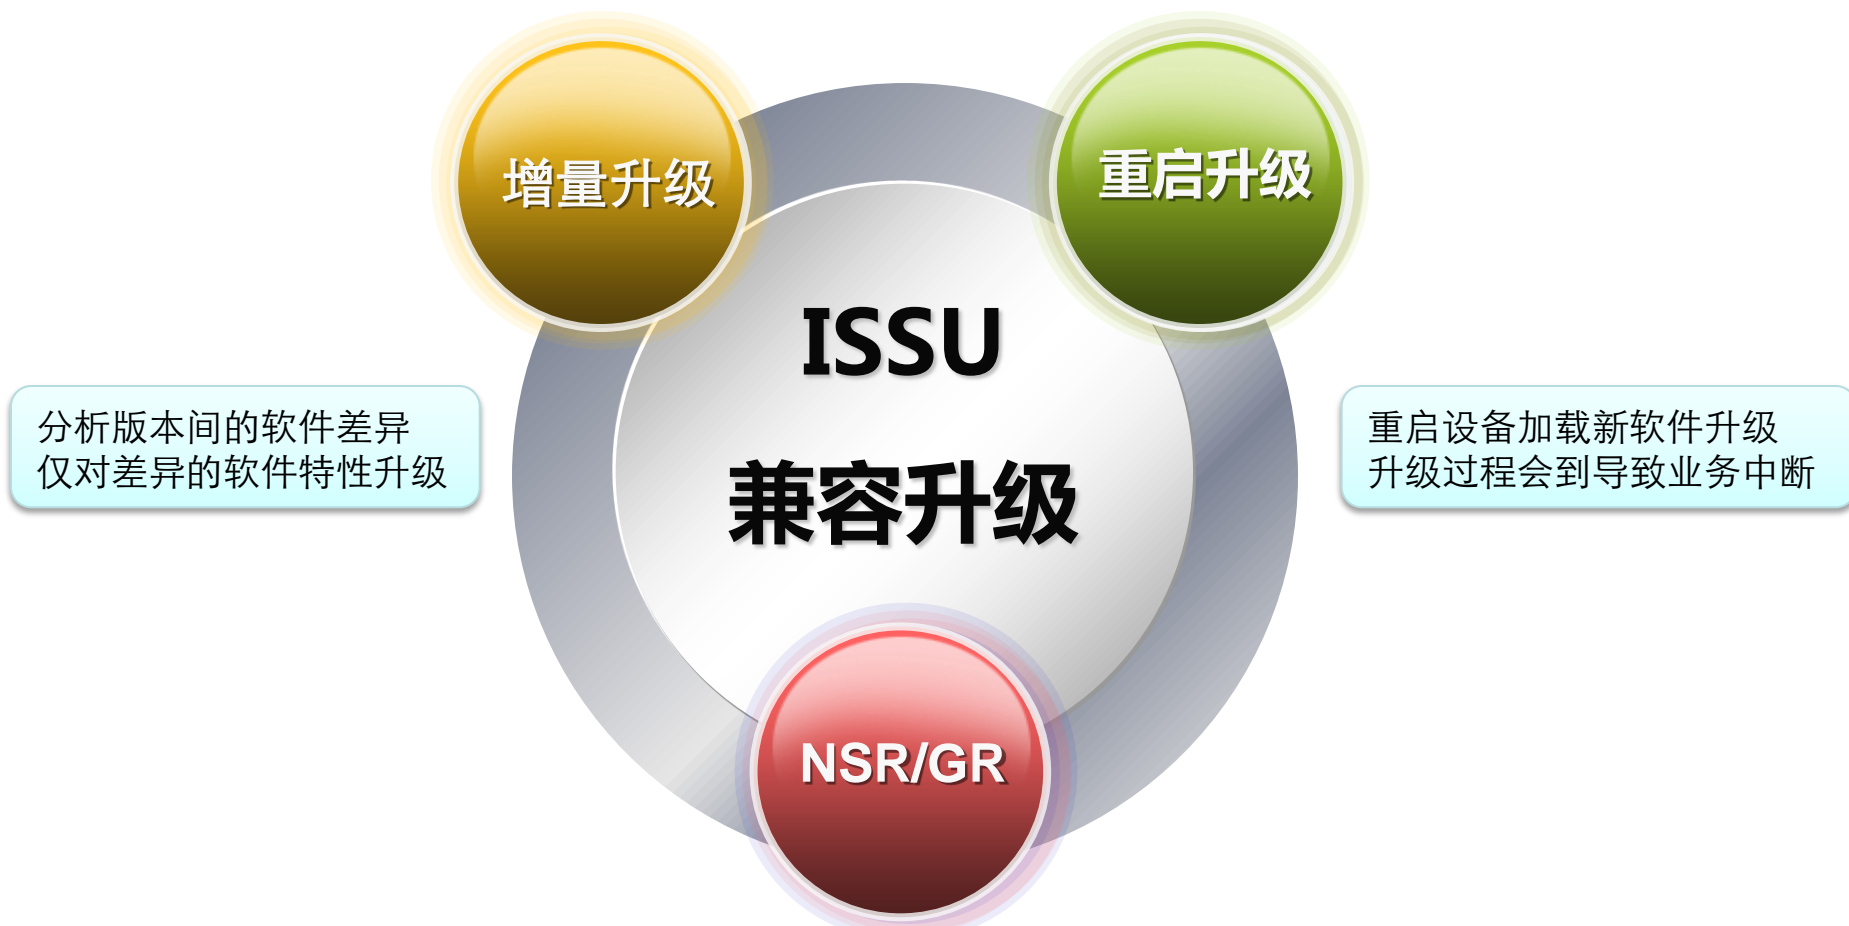 增量升级
重启升级
ISSU
兼容升级
分析版本间的软件差异
仅对差异的软件特性升级
重启设备加载新软件升级
升级过程会到导致业务中断
NSR/GR